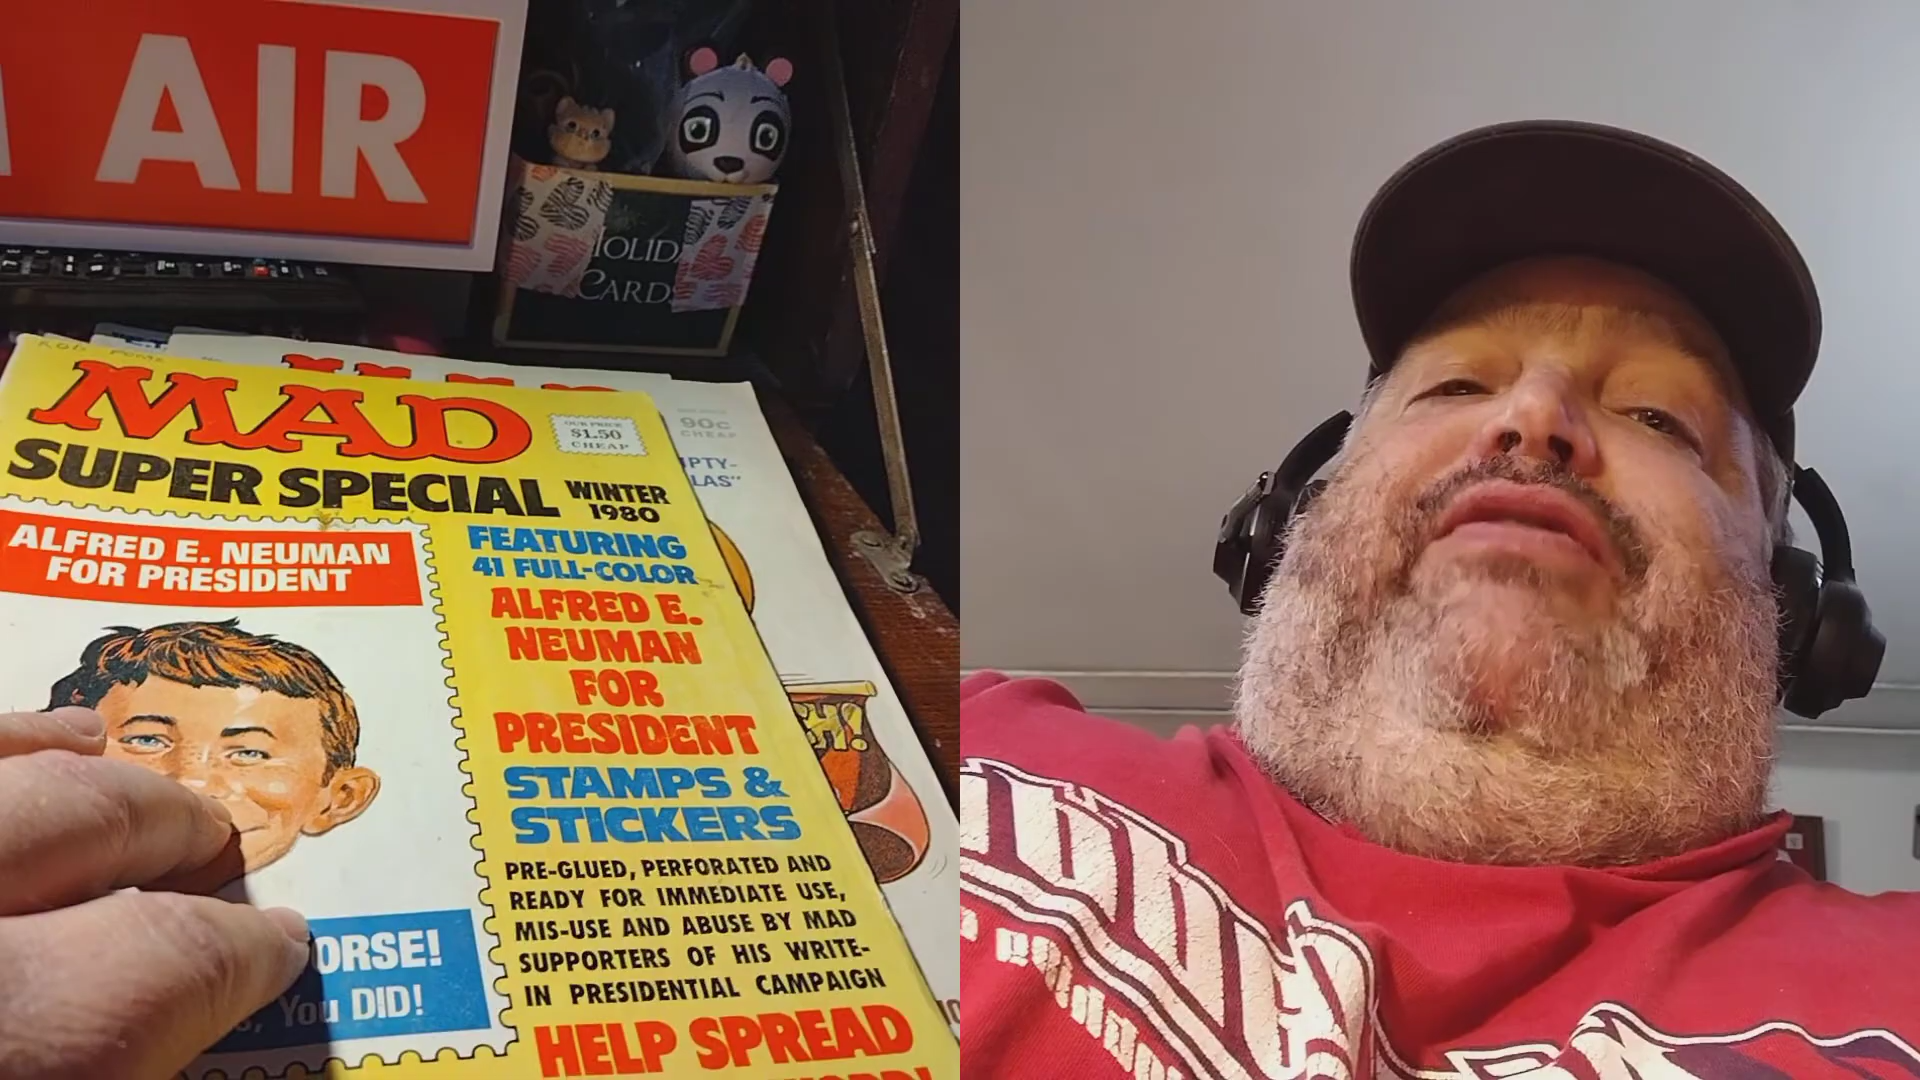 AIR
HOLID
CARDS
MAD
OUR PRICE
$1.50
CHEAP
90¢
CHEAP
SUPER SPECIAL
WINTER
1980
LAS"
ALFRED E. NEUMAN
FOR PRESIDENT
FEATURING
41 FULL-COLOR
ALFRED E.
NEUMAN
FOR
PRESIDENT
STAMPS &
STICKERS
H!
PRE-GLUED, PERFORATED AND
READY FOR IMMEDIATE USE,
MIS-USE AND ABUSE BY MAD
SUPPORTERS OF HIS WRITE-
IN PRESIDENTIAL CAMPAIGN
ORSE!
You DID!
HELP SPREAD